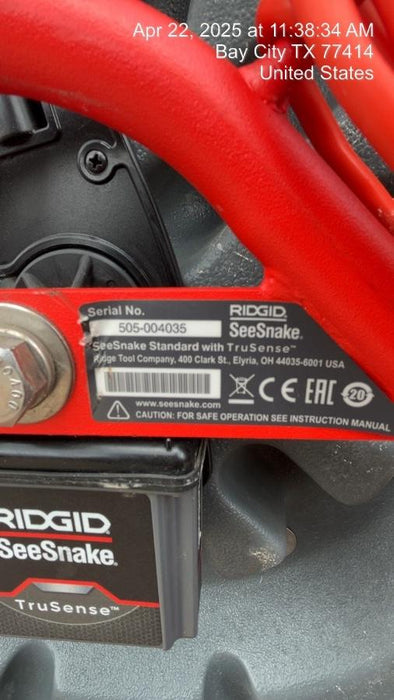 Apr 22, 2025 at 11:38:34 AM
Bay City TX 77414
United States
Serial No.
505-004035
RIDGID
SeeSnake®
SeeSnake Standard with TruSense™
Ridge Tool Company, 400 Clark St., Elyria, OH 44035-6001 USA
www.seesnake.com
CE EAC 20
CAUTION: FOR SAFE OPERATION SEE INSTRUCTION MANUAL
RIDGID
SeeSnake®
TruSense™